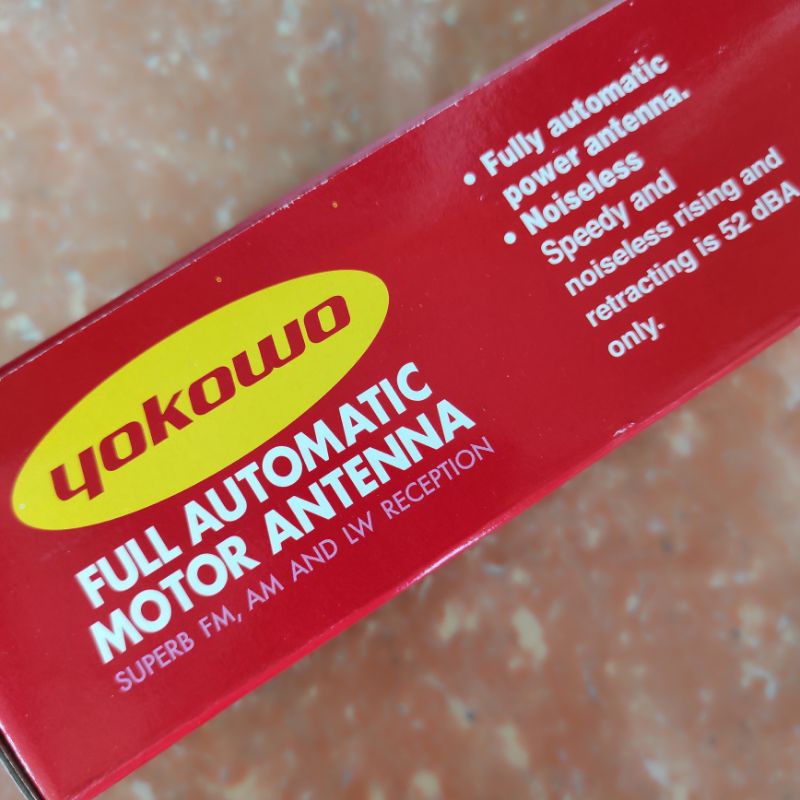 yokowo
FULL AUTOMATIC
MOTOR ANTENNA
SUPERB FM, AM AND LW RECEPTION
• Fully automatic
power antenna.
• Noiseless
Speedy and
noiseless rising and
retracting is 52 dBA
only.